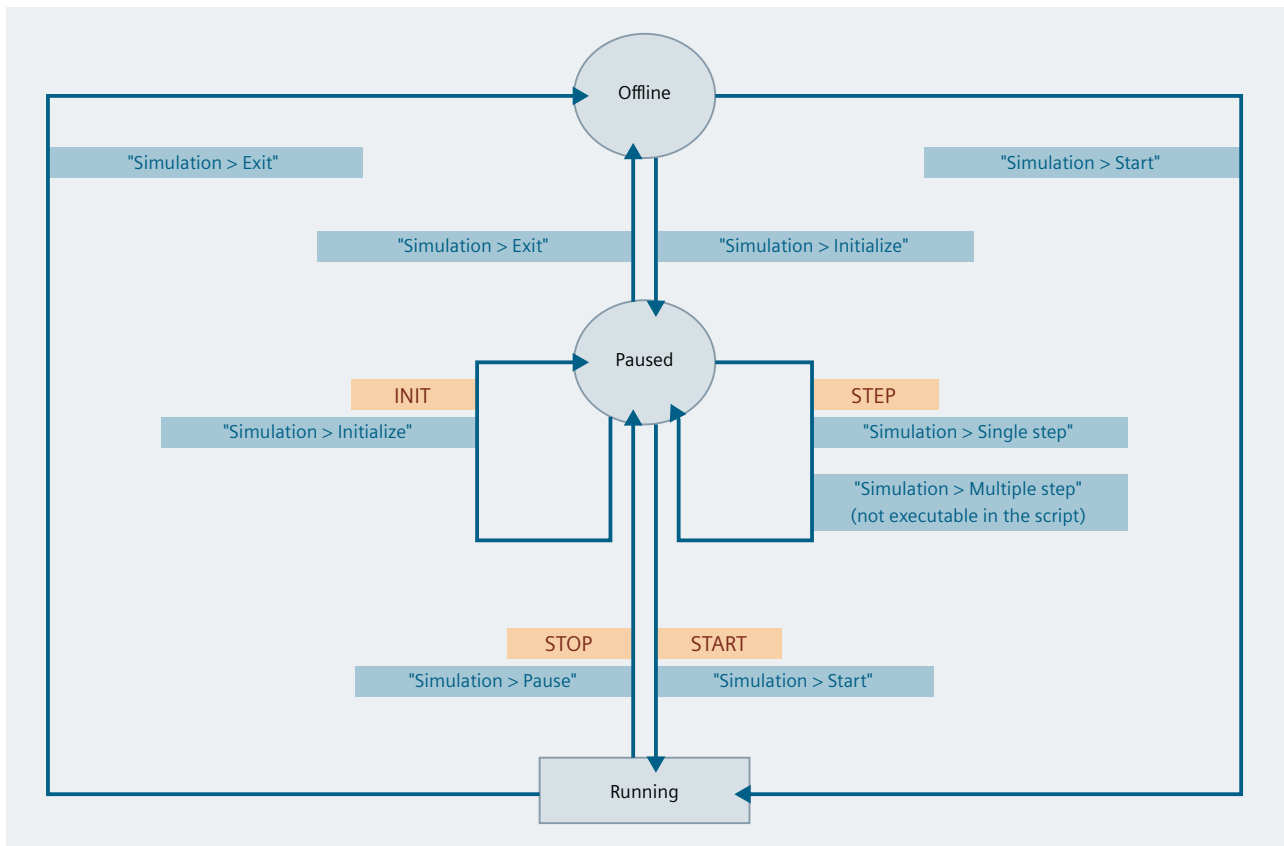 Offline
"Simulation > Exit"
"Simulation > Start"
"Simulation > Exit"
"Simulation > Initialize"
Paused
INIT
STEP
"Simulation > Initialize"
"Simulation > Single step"
"Simulation > Multiple step"
(not executable in the script)
STOP
START
"Simulation > Pause"
"Simulation > Start"
Running